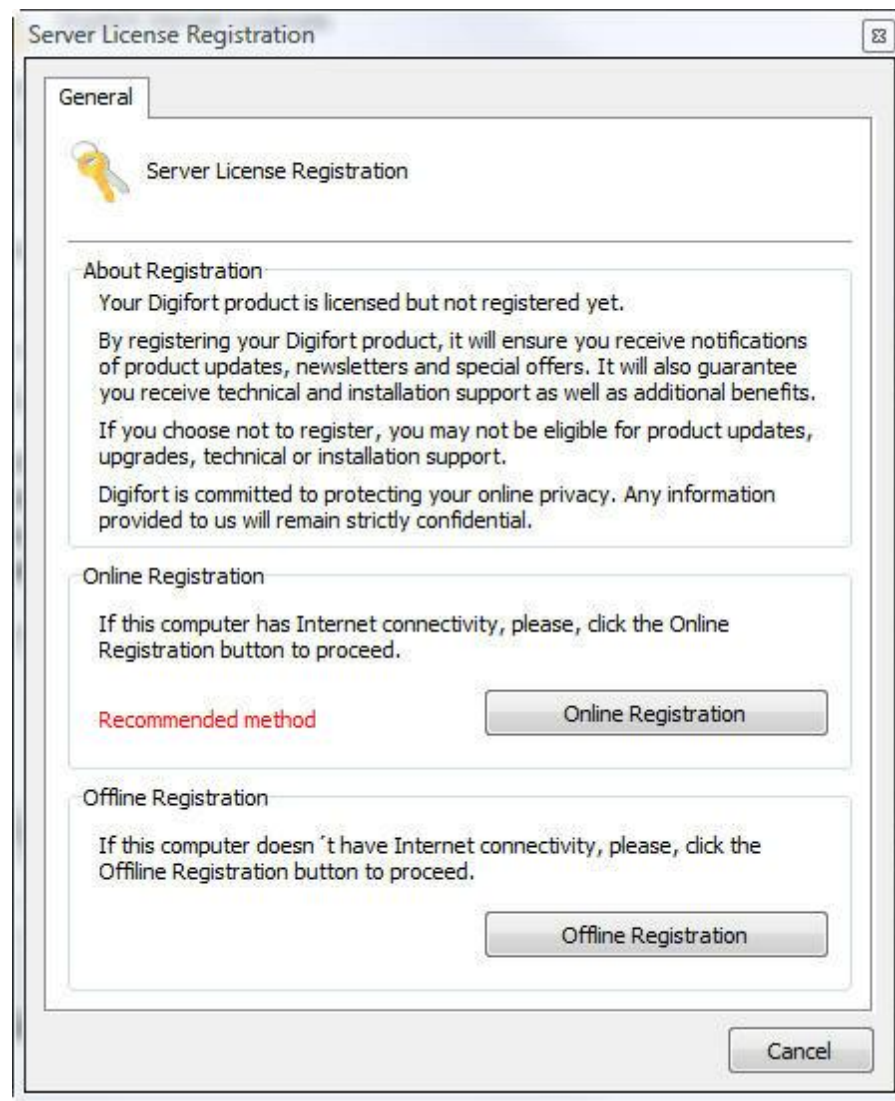 Server License Registration
General
Server License Registration
About Registration
Your Digifort product is licensed but not registered yet.
By registering your Digifort product, it will ensure you receive notifications
of product updates, newsletters and special offers. It will also guarantee
you receive technical and installation support as well as additional benefits.
If you choose not to register, you may not be eligible for product updates,
upgrades, technical or installation support.
Digifort is committed to protecting your online privacy. Any information
provided to us will remain strictly confidential.
Online Registration
If this computer has Internet connectivity, please, click the Online
Registration button to proceed.
Recommended method
Online Registration
Offline Registration
If this computer doesn´t have Internet connectivity, please, click the
Offiline Registration button to proceed.
Offline Registration
Cancel